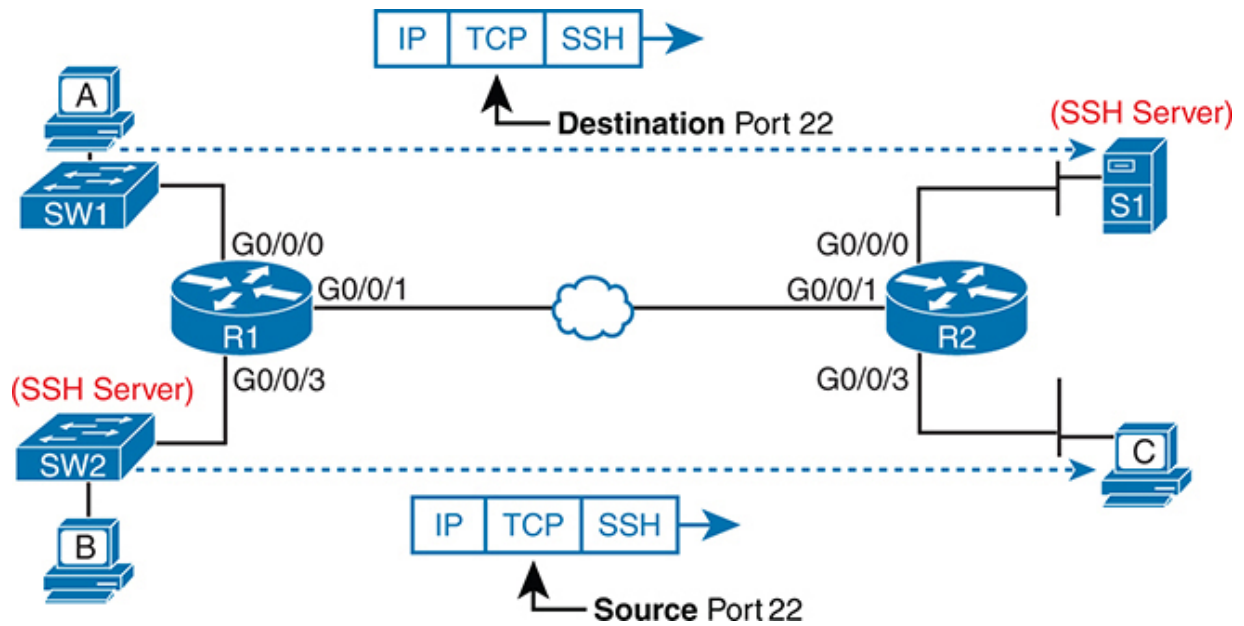 IP TCP SSH
Destination Port 22
A
(SSH Server)
SW1
S1
G0/0/0
G0/0/0
G0/0/1
G0/0/1
R1
R2
(SSH Server)
G0/0/3
G0/0/3
SW2
C
B
IP TCP SSH
Source Port 22